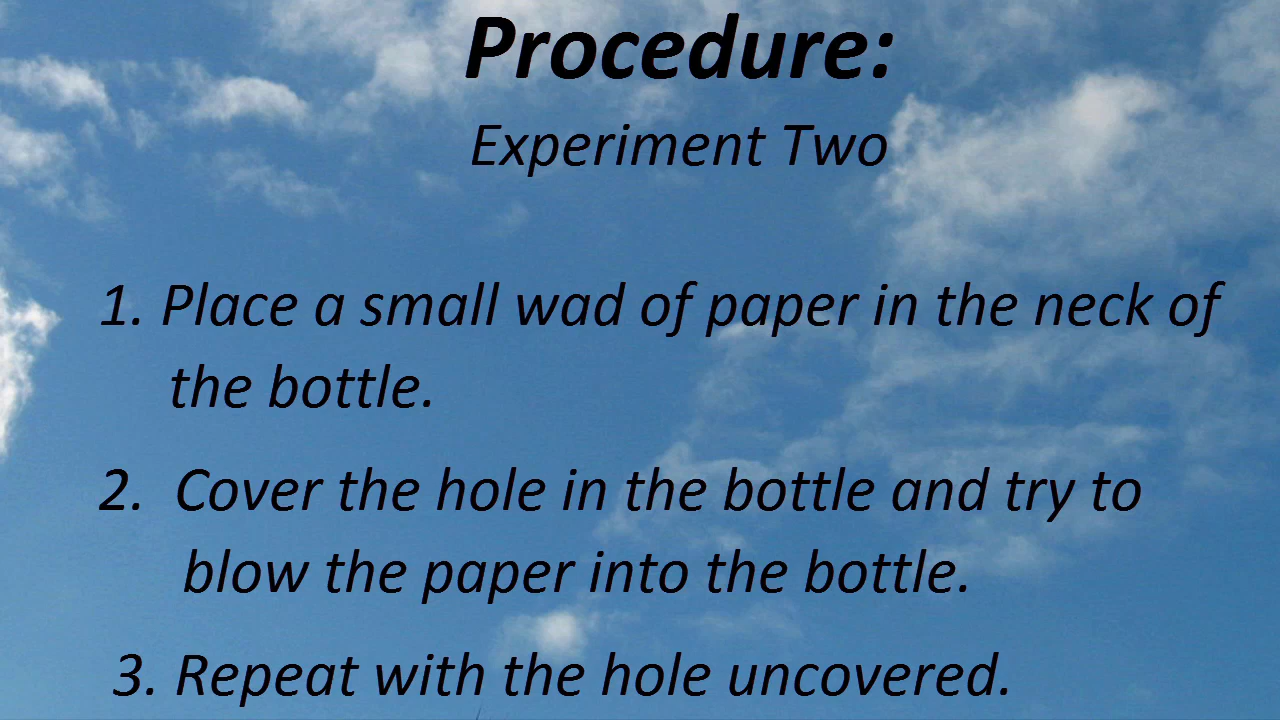 Procedure:
Experiment Two
1. Place a small wad of paper in the neck of
the bottle.
2. Cover the hole in the bottle and try to
blow the paper into the bottle.
3. Repeat with the hole uncovered.